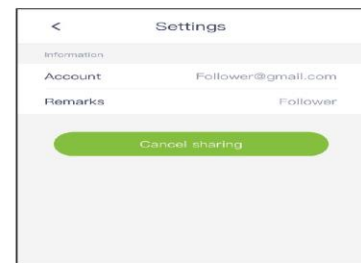 < Settings
Information
Account Follower@gmail.com
Remarks Follower
Cancel sharing